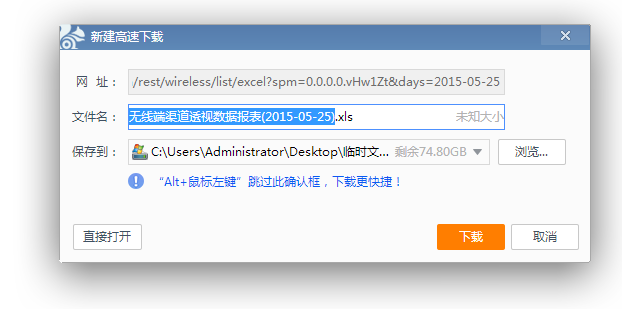 新建高速下载
网 址： /rest/wireless/list/excel?spm=0.0.0.0.vHw1Zt&days=2015-05-25
文件名： 无线端渠道透视数据报表(2015-05-25).xls 未知大小
保存到： C:\Users\Administrator\Desktop\临时文... 剩余74.80GB 浏览...
“Alt+鼠标左键” 跳过此确认框，下载更快捷！
直接打开 下载 取消